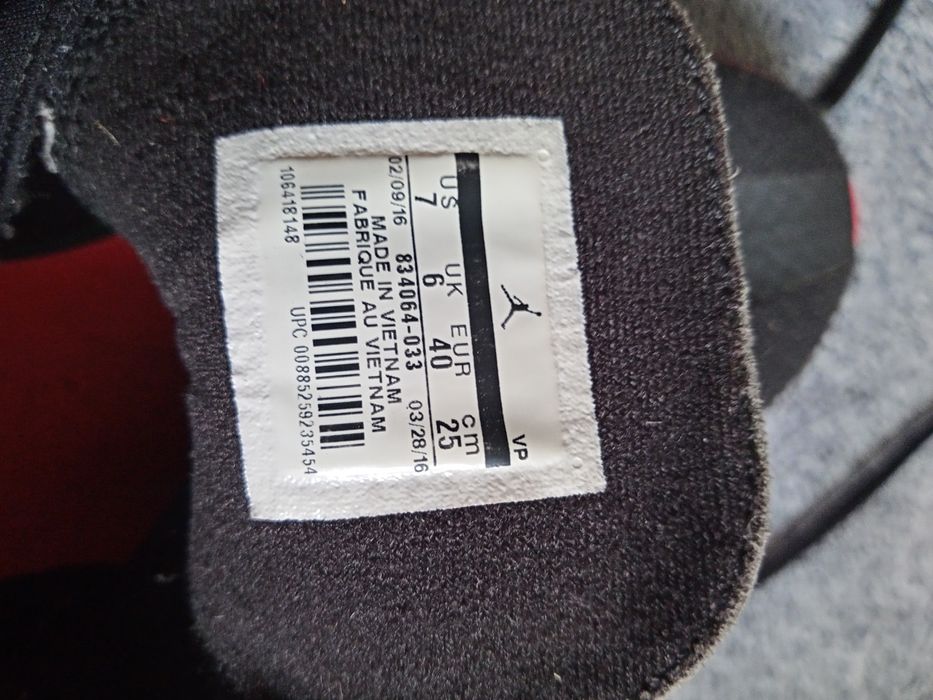 VP
US UK EUR cm
7 6 40 25
02/09/16 834064-033 03/28/16
MADE IN VIETNAM
FABRIQUE AU VIETNAM
106418148 UPC 00885259235454